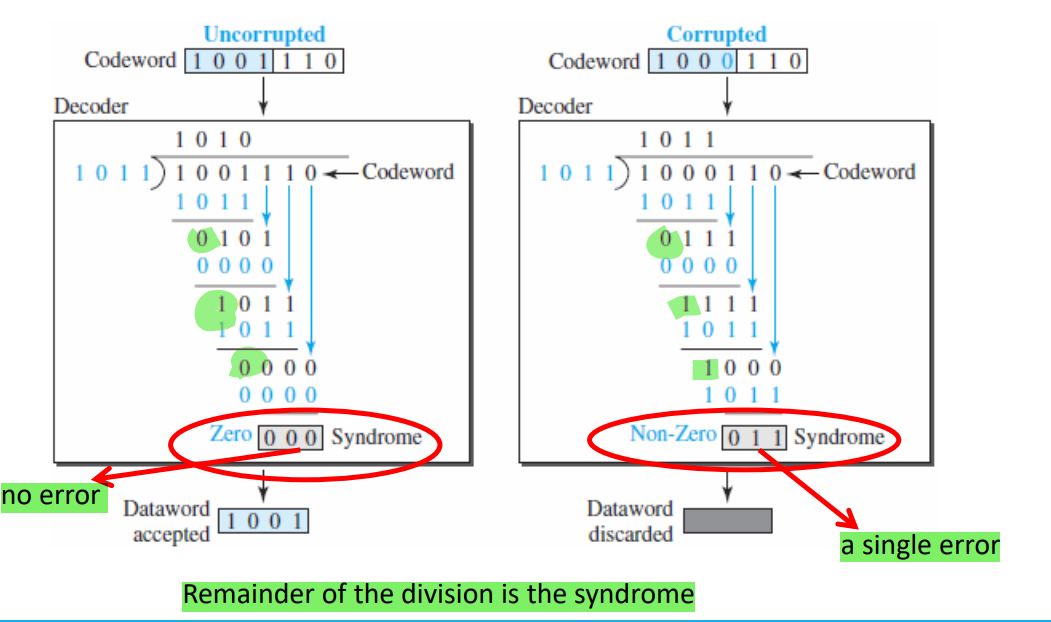 Uncorrupted
Codeword 1 0 0 1 1 1 0
Decoder
1 0 1 0
1 0 1 1 ) 1 0 0 1 1 1 0 Codeword
1 0 1 1
0 1 0 1
0 0 0 0
1 0 1 1
1 0 1 1
0 0 0 0
0 0 0 0
Zero 0 0 0 Syndrome
no error
Dataword
accepted
1 0 0 1
Corrupted
Codeword 1 0 0 0 1 1 0
Decoder
1 0 1 1
1 0 1 1 ) 1 0 0 0 1 1 0 Codeword
1 0 1 1
0 1 1 1
0 0 0 0
1 1 1 1
1 0 1 1
1 0 0 0
1 0 1 1
Non-Zero 0 1 1 Syndrome
Dataword
discarded
a single error
Remainder of the division is the syndrome